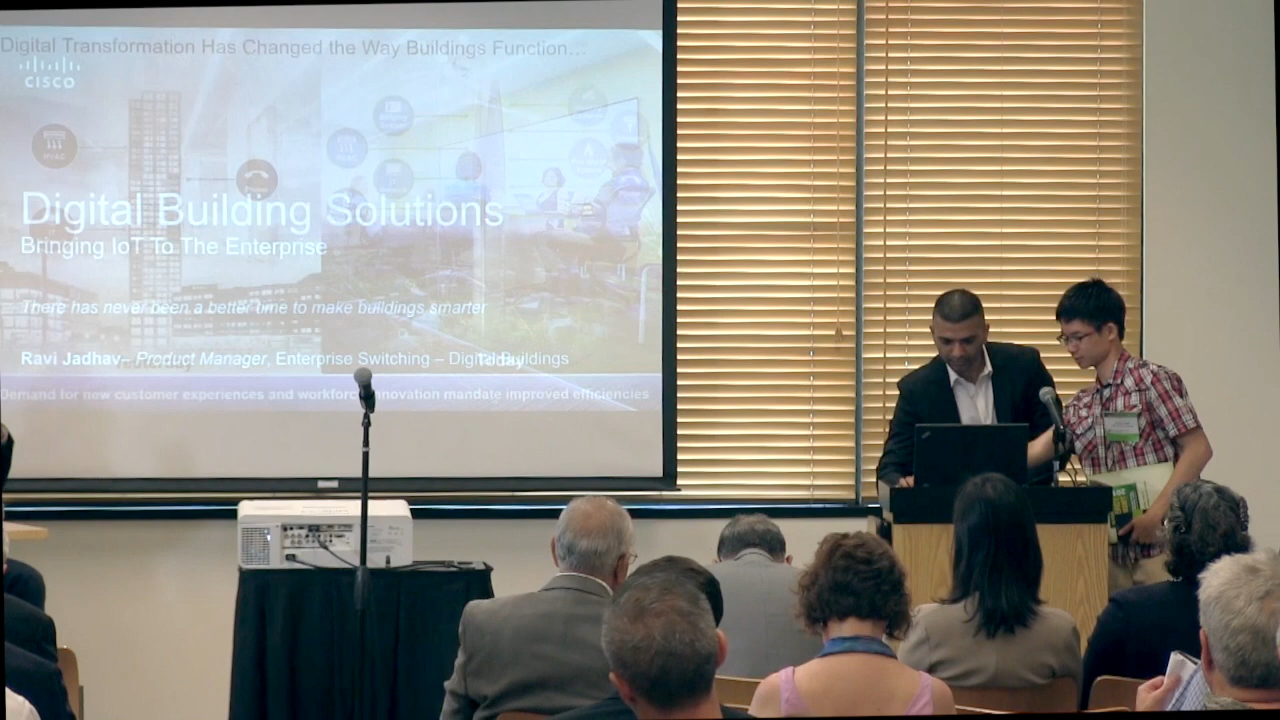 Digital Transformation Has Changed the Way Buildings Function...
CISCO
HVAC
Digital Building Solutions
Bringing IoT To The Enterprise
There has never been a better time to make buildings smarter
Ravi Jadhav– Product Manager, Enterprise Switching – Digital Buildings
Today
Demand for new customer experiences and workforce innovation mandate improved efficiencies